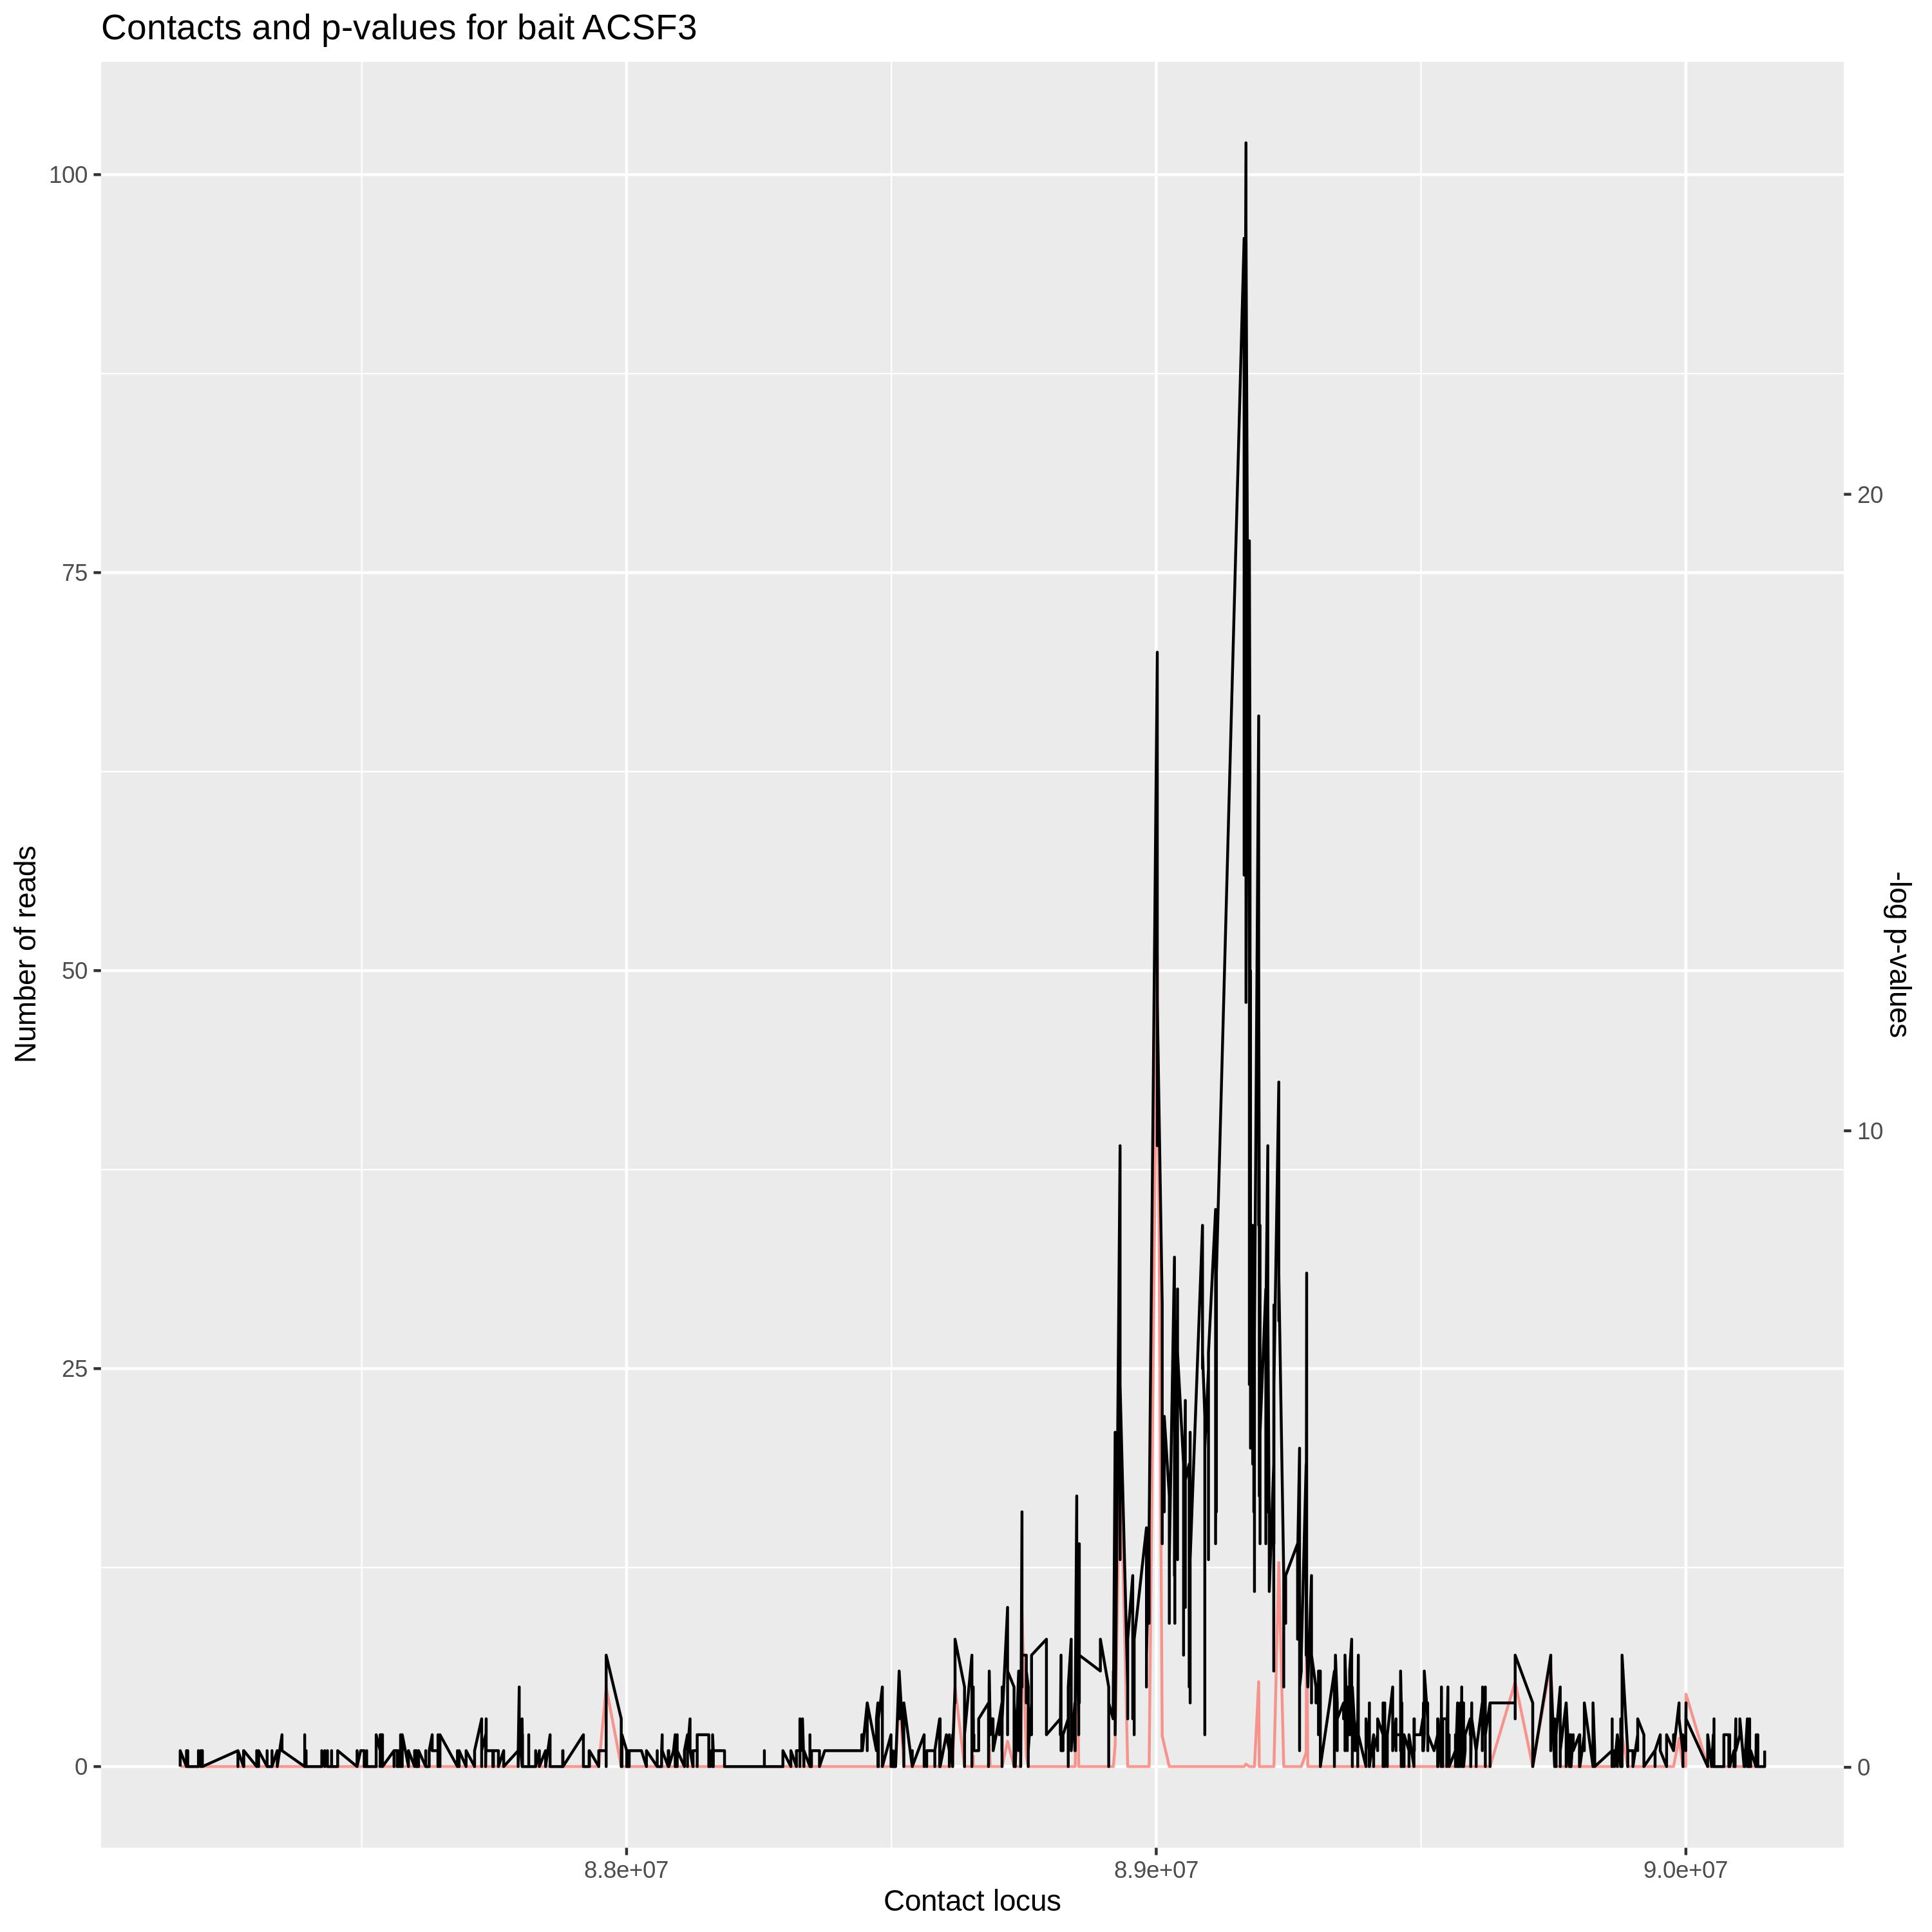 Contacts and p-values for bait ACSF3
100
75
50
25
0
Number of reads
20
10
0
-log p-values
8.8e+07
8.9e+07
9.0e+07
Contact locus